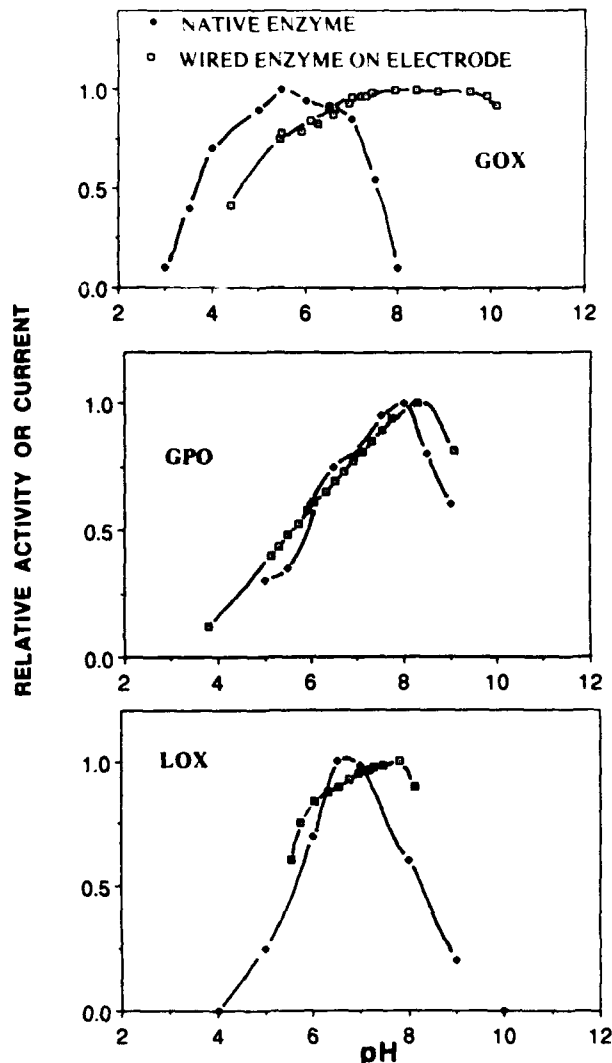 NATIVE ENZYME
WIRED ENZYME ON ELECTRODE
1.0
0.5
0.0
GOX
2 4 6 8 10 12
1.0
0.5
0.0
GPO
2 4 6 8 10 12
RELATIVE ACTIVITY OR CURRENT
1.0
0.5
0.0
LOX
2 4 6 8 10 12
pH